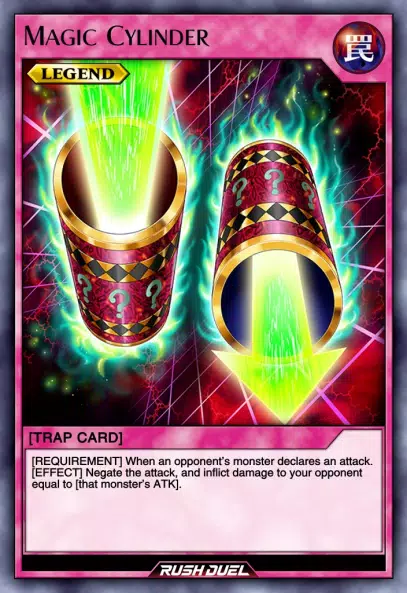 Magic Cylinder
罠
LEGEND
? ?
? ? ?
[TRAP CARD]
[REQUIREMENT] When an opponent's monster declares an attack.
[EFFECT] Negate the attack, and inflict damage to your opponent
equal to [that monster's ATK].
RUSH DUEL